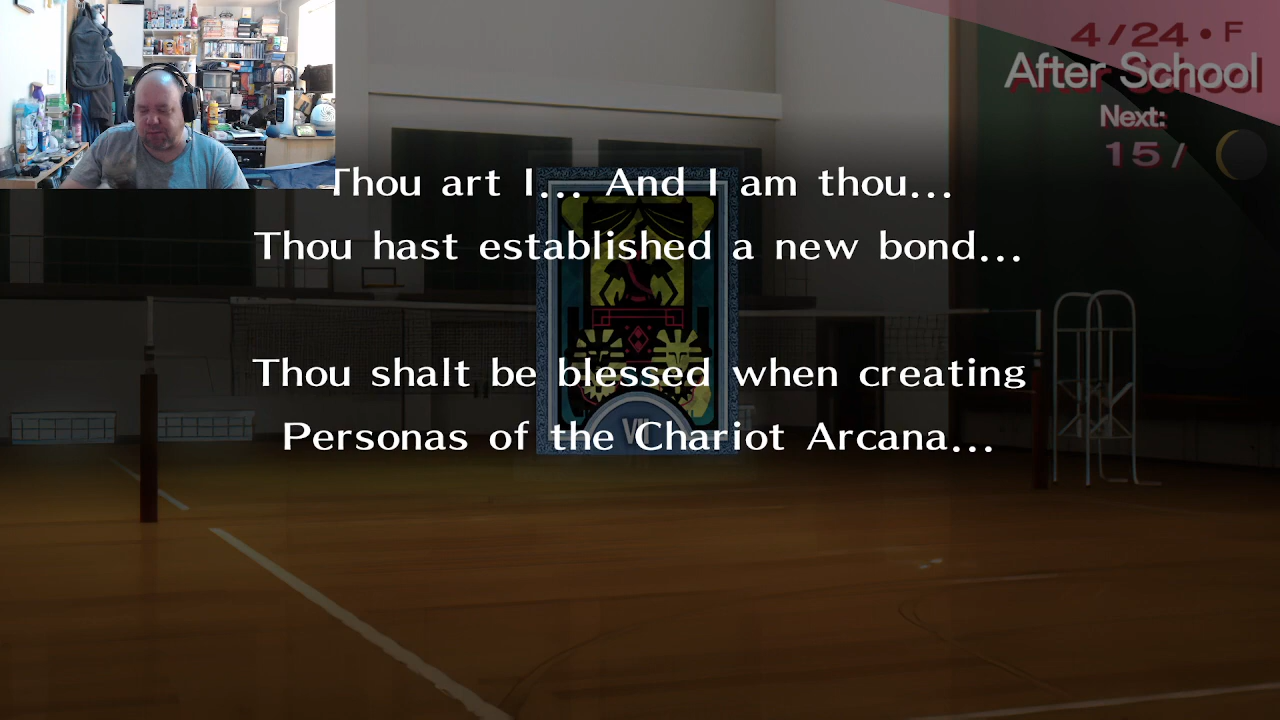 4/24 • F
After School
Next:
15/
Thou art I... And I am thou...
Thou hast established a new bond...
Thou shalt be blessed when creating
Personas of the Chariot Arcana...
VII